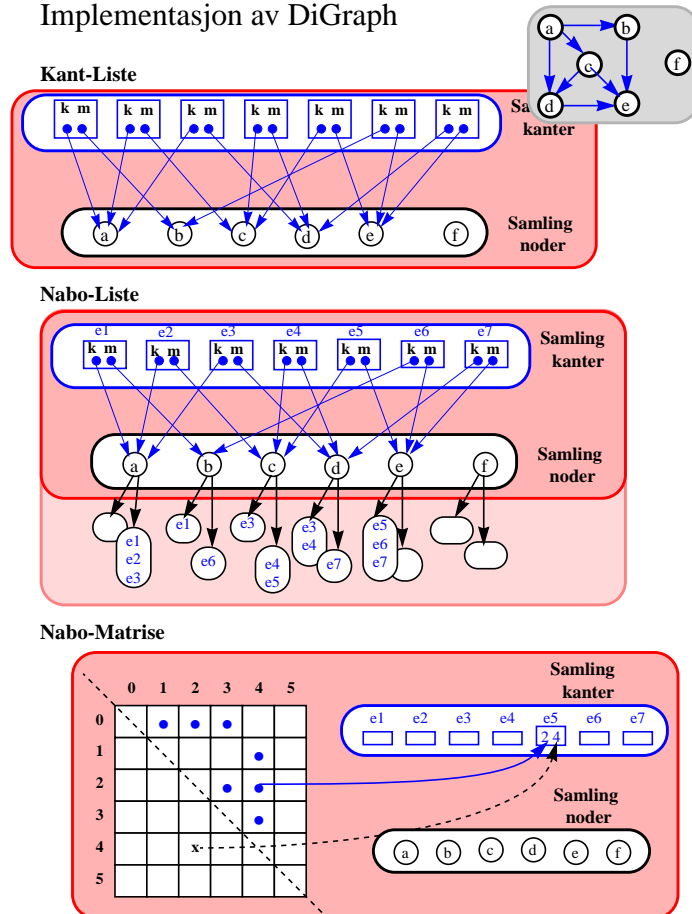 Implementasjon av DiGraph
a b
c f
d e
Kant-Liste
k m k m k m k m k m k m k m
kanter
a b c d e f
Samling
noder
Nabo-Liste
e1 e2 e3 e4 e5 e6 e7
k m k m k m k m k m k m k m
Samling
kanter
a b c d e f
Samling
noder
e1 e3 e3 e5
e1 e4 e6
e2 e6 e4 e7 e7
e3 e5
Nabo-Matrise
0 1 2 3 4 5
0
1
2
3
4 x
5
Samling
kanter
e1 e2 e3 e4 e5 e6 e7
2 4
Samling
noder
a b c d e f